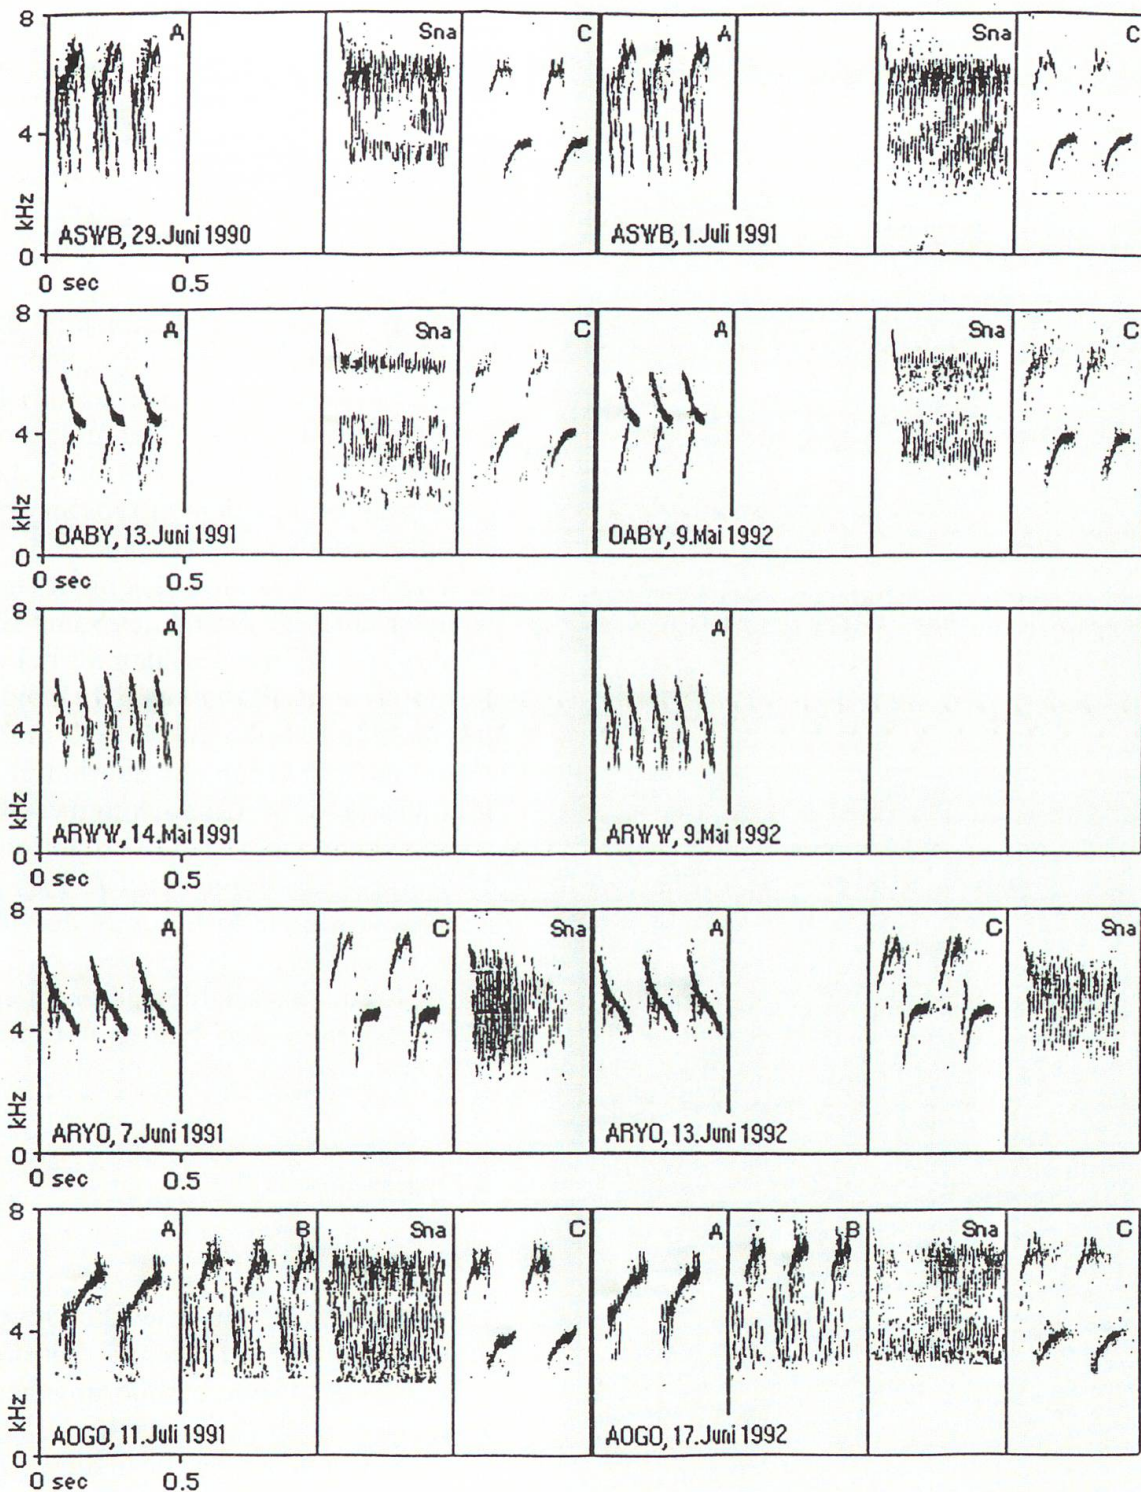 8 A Sna C A Sna C
4
kHz
ASWB, 29.Juni 1990 ASWB, 1.Juli 1991
0
0 sec 0.5
8 A Sna C A Sna C
4
kHz
OABY, 13.Juni 1991 OABY, 9.Mai 1992
0
0 sec 0.5
8 A A
4
kHz
ARWW, 14.Mai 1991 ARWW, 9.Mai 1992
0
0 sec 0.5
8 A C Sna A C Sna
4
kHz
ARYO, 7.Juni 1991 ARYO, 13.Juni 1992
0
0 sec 0.5
8 A B Sna C A B Sna C
4
kHz
AOGO, 11.Juli 1991 AOGO, 17.Juni 1992
0
0 sec 0.5